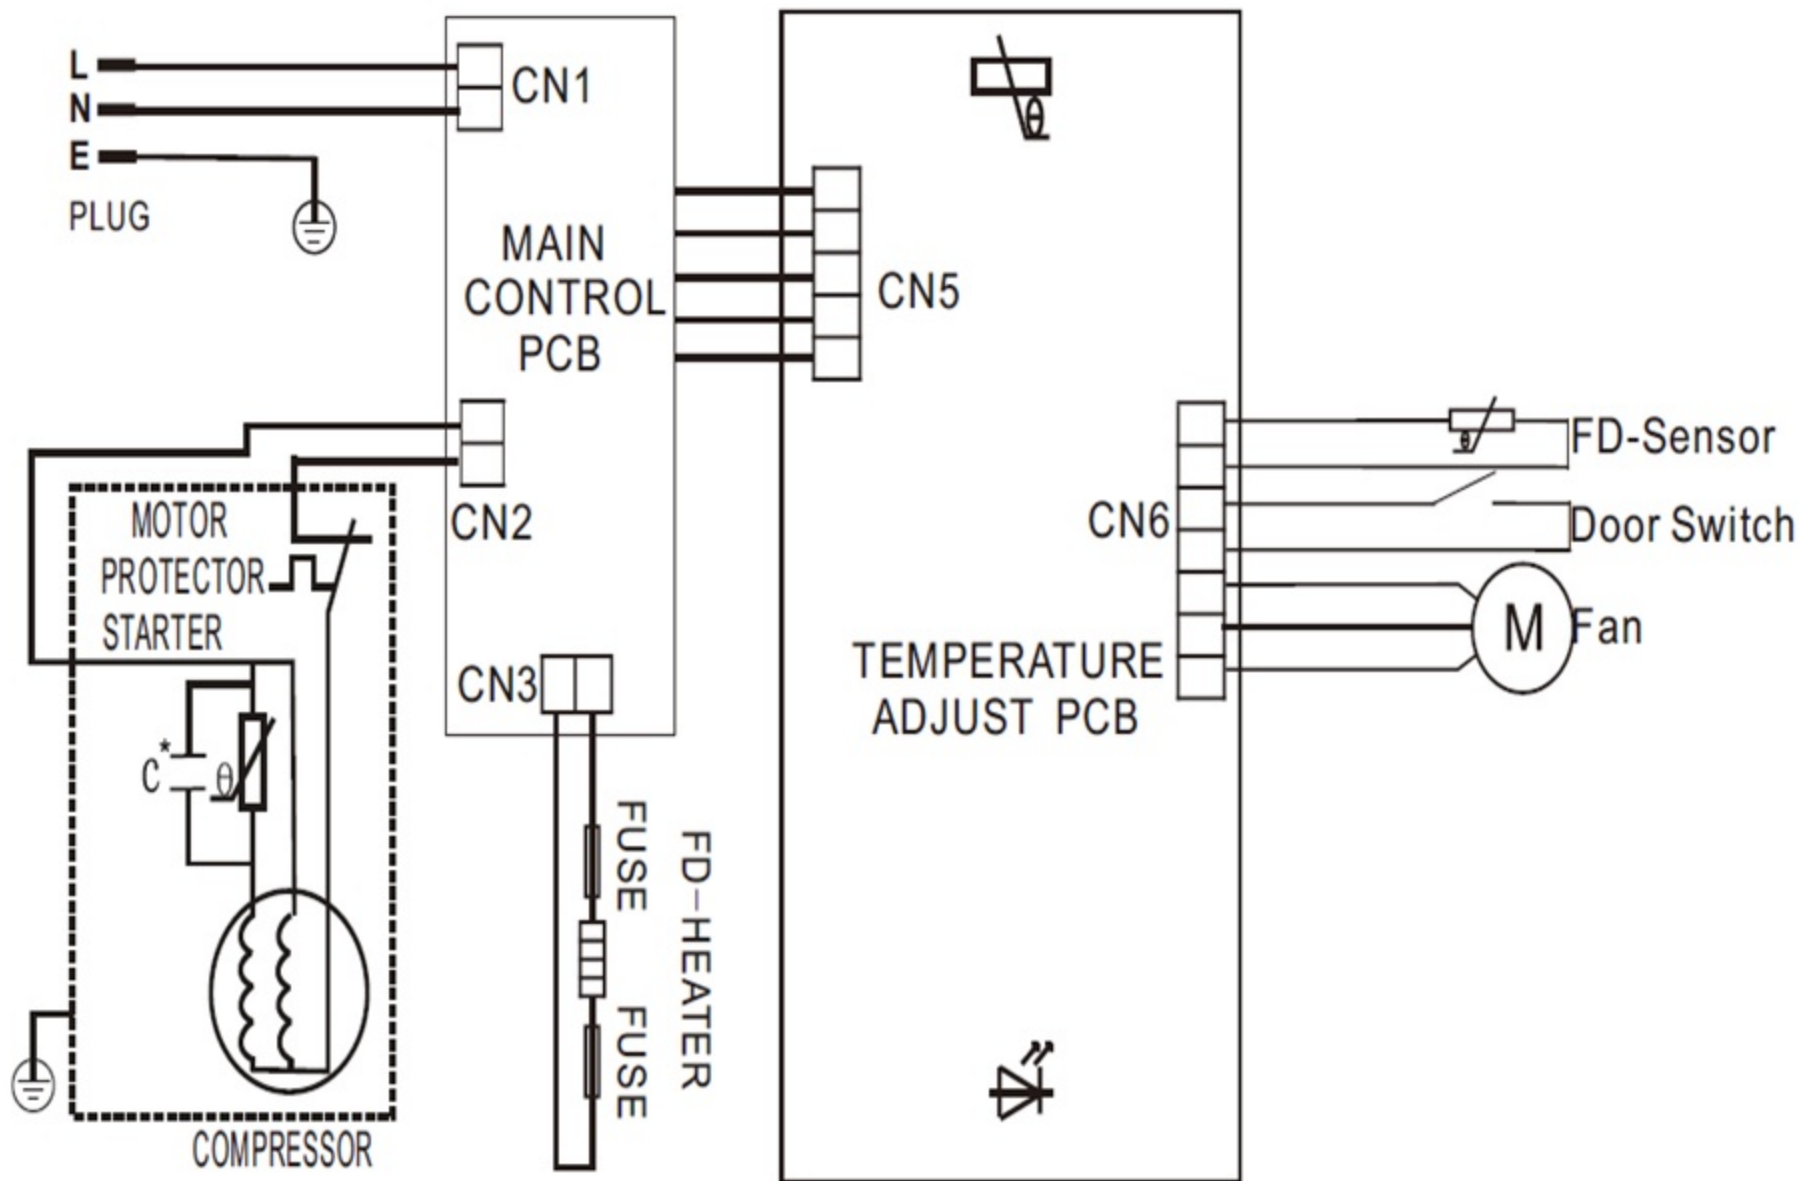 L
N
E
PLUG
CN1
MAIN
CONTROL
PCB
CN2
CN3
MOTOR
PROTECTOR
STARTER
C*
θ
COMPRESSOR
FUSE
FUSE
FD-HEATER
θ
CN5
CN6
TEMPERATURE
ADJUST PCB
θ
FD-Sensor
Door Switch
M
Fan